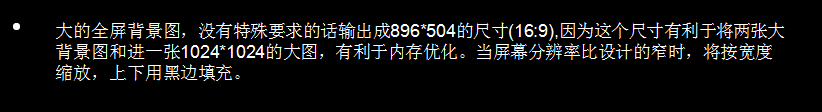 大的全屏背景图，没有特殊要求的话输出成896*504的尺寸(16:9),因为这个尺寸有利于将两张大
背景图和进一张1024*1024的大图，有利于内存优化。当屏幕分辨率比设计的窄时，将按宽度
缩放，上下用黑边填充。